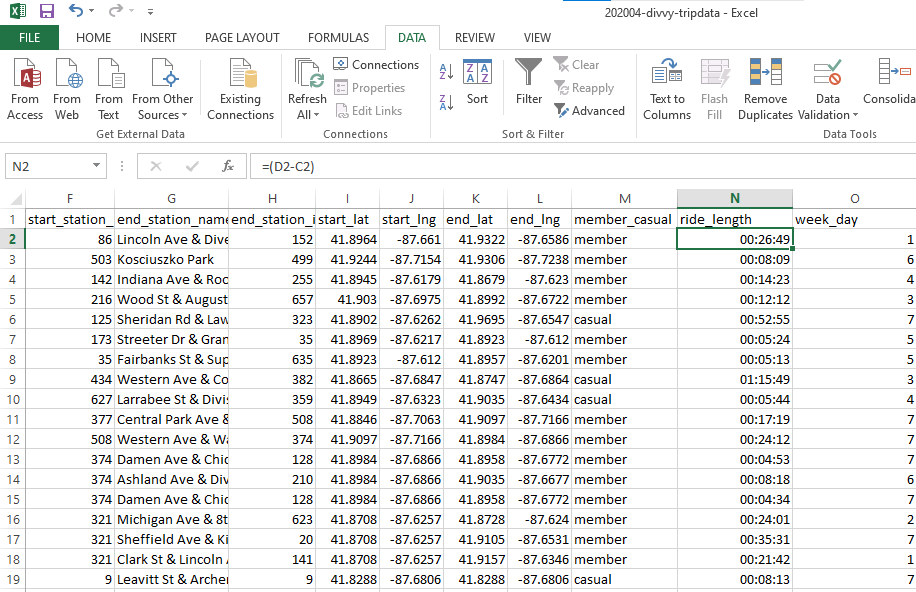 202004-divvy-tripdata - Excel
FILE HOME INSERT PAGE LAYOUT FORMULAS DATA REVIEW VIEW
From Access From Web From Text From Other Sources Existing Connections Refresh All Connections Properties Edit Links Sort Filter Clear Reapply Advanced Text to Columns Flash Fill Remove Duplicates Data Validation Consolida
Get External Data Connections Sort & Filter Data Tools
N2 fx =(D2-C2)
F G H I J K L M N O
1 start_station_ end_station_name end_station_i start_lat start_lng end_lat end_lng member_casual ride_length week_day
2 86 Lincoln Ave & Dive 152 41.8964 -87.661 41.9322 -87.6586 member 00:26:49 1
3 503 Kosciuszko Park 499 41.9244 -87.7154 41.9306 -87.7238 member 00:08:09 6
4 142 Indiana Ave & Roo 255 41.8945 -87.6179 41.8679 -87.623 member 00:14:23 4
5 216 Wood St & August 657 41.903 -87.6975 41.8992 -87.6722 member 00:12:12 3
6 125 Sheridan Rd & Law 323 41.8902 -87.6262 41.9695 -87.6547 casual 00:52:55 7
7 173 Streeter Dr & Gran 35 41.8969 -87.6217 41.8923 -87.612 member 00:05:24 5
8 35 Fairbanks St & Sup 635 41.8923 -87.612 41.8957 -87.6201 member 00:05:13 5
9 434 Western Ave & Co 382 41.8665 -87.6847 41.8747 -87.6864 casual 01:15:49 3
10 627 Larrabee St & Divi 359 41.8949 -87.6323 41.9035 -87.6434 casual 00:05:44 4
11 377 Central Park Ave & 508 41.8846 -87.7063 41.9097 -87.7166 member 00:17:19 7
12 508 Western Ave & Wa 374 41.9097 -87.7166 41.8984 -87.6866 member 00:24:12 7
13 374 Damen Ave & Chic 128 41.8984 -87.6866 41.8958 -87.6772 member 00:04:53 7
14 374 Ashland Ave & Div 210 41.8984 -87.6866 41.9035 -87.6677 member 00:08:18 6
15 374 Damen Ave & Chic 128 41.8984 -87.6866 41.8958 -87.6772 member 00:04:34 7
16 321 Michigan Ave & 8t 623 41.8708 -87.6257 41.8728 -87.624 member 00:24:01 2
17 321 Sheffield Ave & Ki 20 41.8708 -87.6257 41.9105 -87.6531 member 00:35:31 7
18 321 Clark St & Lincoln 141 41.8708 -87.6257 41.9157 -87.6346 member 00:21:42 1
19 9 Leavitt St & Archer 9 41.8288 -87.6806 41.8288 -87.6806 casual 00:08:13 7